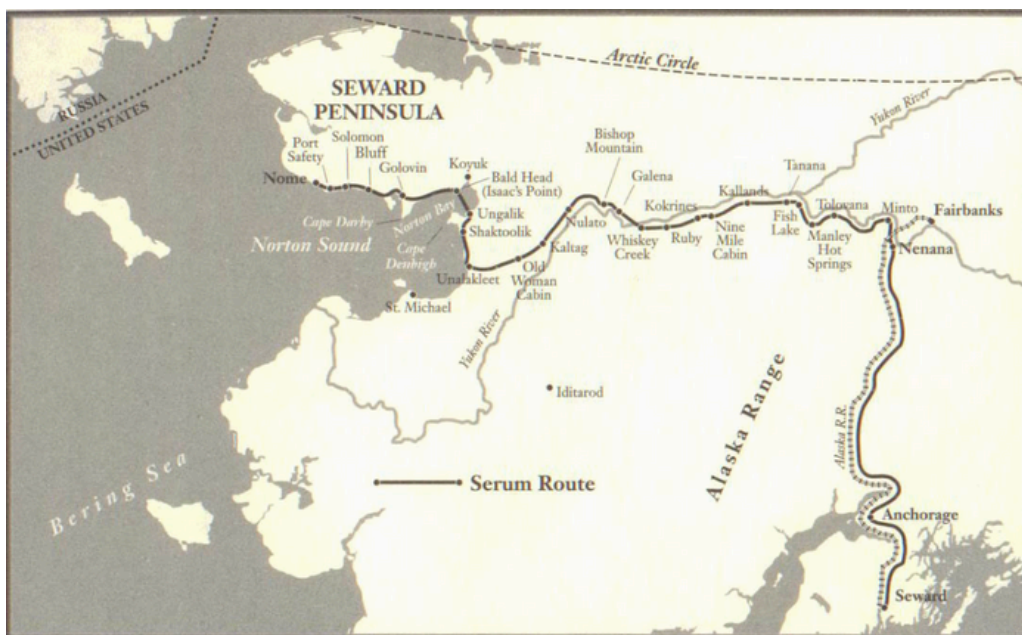 Arctic Circle
RUSSIA
UNITED STATES
SEWARD
PENINSULA
Yukon River
Solomon
Port
Safety
Bluff
Golovin
Koyuk
Bishop
Mountain
Tanana
Nome
Bald Head
(Isaac's Point)
Galena
Kallands
Kokrines
Tolovana
Minto
Fairbanks
Cape Darby
Norton Bay
Ungalik
Nulato
Fish
Lake
Norton Sound
Shaktoolik
Whiskey
Creek
Ruby
Nine
Mile
Cabin
Manley
Hot
Springs
Nenana
Cape
Denbigh
Kaltag
Unalakleet
Old
Woman
Cabin
St. Michael
Yukon River
Iditarod
Alaska Range
Alaska R.R.
Bering Sea
Serum Route
Anchorage
Seward